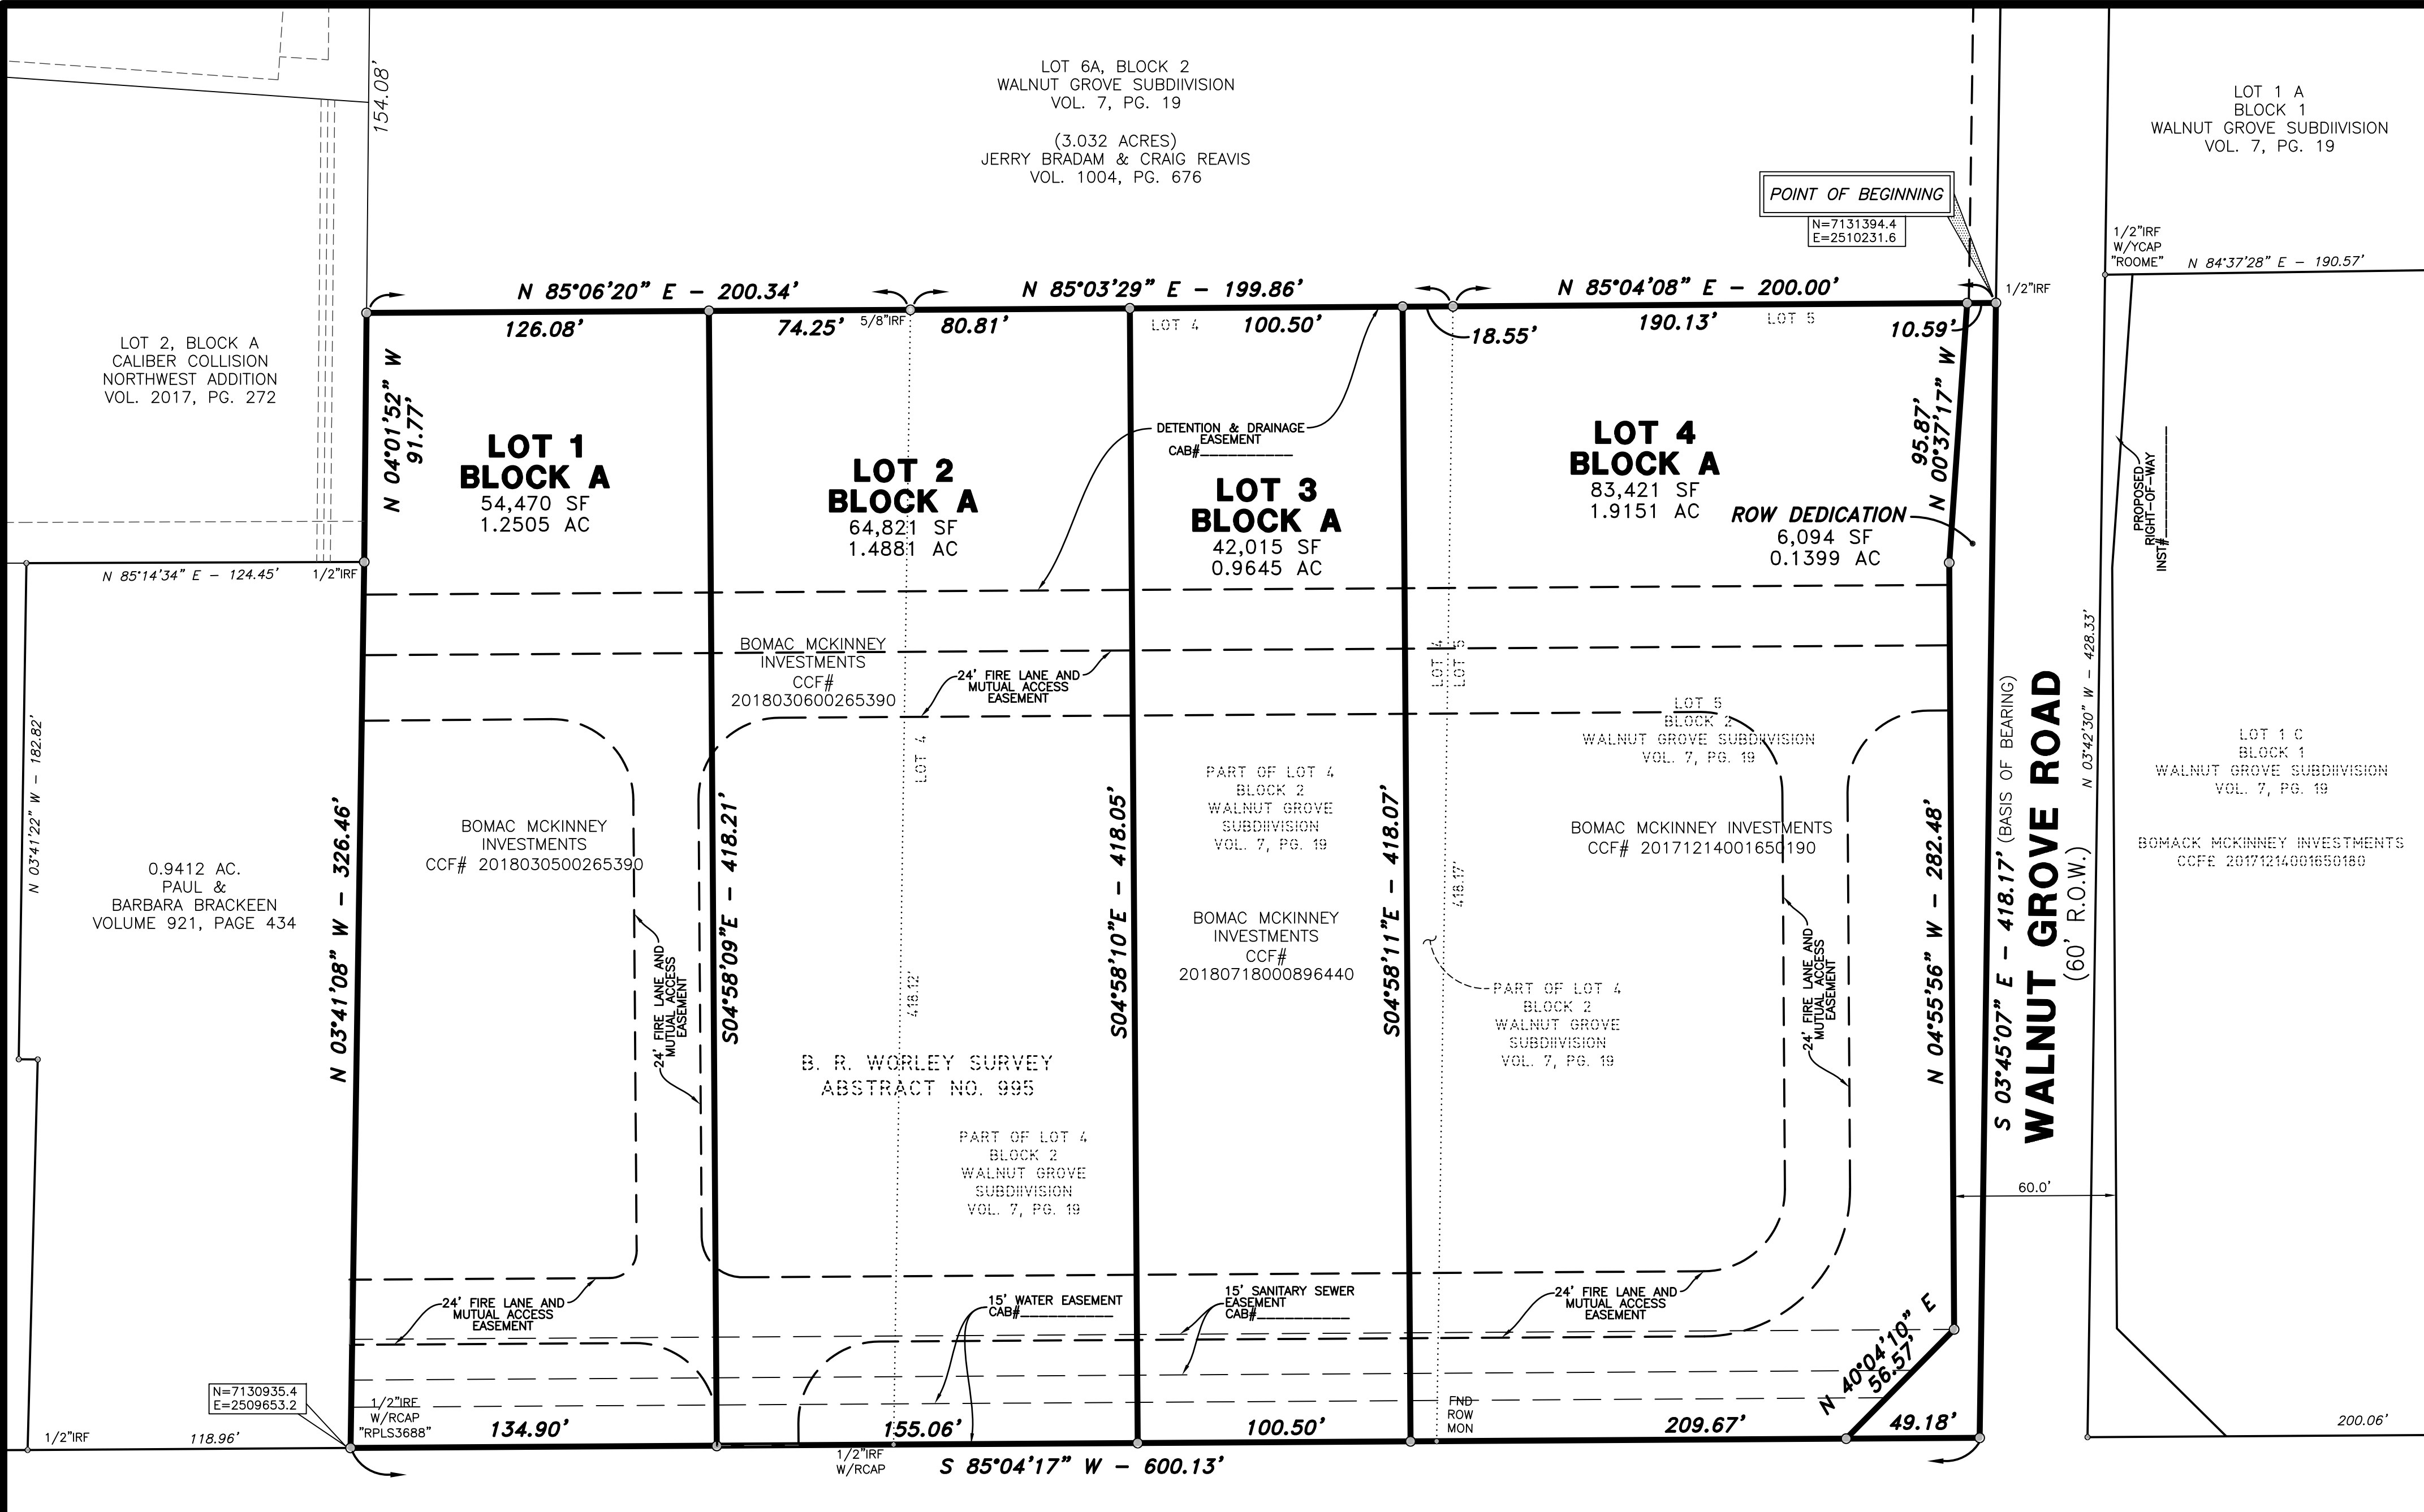 154.08'
LOT 6A, BLOCK 2
WALNUT GROVE SUBDIIVISION
VOL. 7, PG. 19
(3.032 ACRES)
JERRY BRADAM & CRAIG REAVIS
VOL. 1004, PG. 676
LOT 1 A
BLOCK 1
WALNUT GROVE SUBDIIVISION
VOL. 7, PG. 19
POINT OF BEGINNING
N=7131394.4
E=2510231.6
1/2"IRF
W/YCAP
"ROOME"
N 84°37'28" E - 190.57'
1/2"IRF
N 85°06'20" E - 200.34'
N 85°03'29" E - 199.86'
N 85°04'08" E - 200.00'
126.08'
74.25'
5/8"IRF
80.81'
LOT 4
100.50'
18.55'
190.13'
LOT 5
10.59'
LOT 2, BLOCK A
CALIBER COLLISION
NORTHWEST ADDITION
VOL. 2017, PG. 272
N 04°01'52" W
91.77'
LOT 1
BLOCK A
54,470 SF
1.2505 AC
LOT 2
BLOCK A
64,821 SF
1.4881 AC
DETENTION & DRAINAGE
EASEMENT
CAB#__________
LOT 3
BLOCK A
42,015 SF
0.9645 AC
LOT 4
BLOCK A
83,421 SF
1.9151 AC
95.87'
N 00°37'17" W
ROW DEDICATION
6,094 SF
0.1399 AC
PROPOSED
RIGHT-OF-WAY
INST#__________
N 85°14'34" E - 124.45'
1/2"IRF
BOMAC MCKINNEY
INVESTMENTS
CCF#
2018030600265390
24' FIRE LANE AND
MUTUAL ACCESS
EASEMENT
LOT 4
LOT 5
LOT 4
LOT 5
BLOCK 2
WALNUT GROVE SUBDIIVISION
VOL. 7, PG. 19
PART OF LOT 4
BLOCK 2
WALNUT GROVE
SUBDIIVISION
VOL. 7, PG. 19
BOMAC MCKINNEY
INVESTMENTS
CCF# 2018030500265390
BOMAC MCKINNEY INVESTMENTS
CCF# 20171214001650190
N 03°41'22" W - 182.82'
0.9412 AC.
PAUL &
BARBARA BRACKEEN
VOLUME 921, PAGE 434
N 03°41'08" W - 326.46'
S04°58'09"E - 418.21'
S04°58'10"E - 418.05'
S04°58'11"E - 418.07'
418.12'
418.17'
N 04°55'56" W - 282.48'
S 03°45'07" E - 418.17' (BASIS OF BEARING)
WALNUT GROVE ROAD
(60' R.O.W.)
N 03°42'30" W - 428.33'
LOT 1 C
BLOCK 1
WALNUT GROVE SUBDIIVISION
VOL. 7, PG. 19
BOMACK MCKINNEY INVESTMENTS
CCF£ 20171214001650180
BOMAC MCKINNEY
INVESTMENTS
CCF#
20180718000896440
24' FIRE LANE AND
MUTUAL ACCESS
EASEMENT
24' FIRE LANE AND
MUTUAL ACCESS
EASEMENT
PART OF LOT 4
BLOCK 2
WALNUT GROVE
SUBDIIVISION
VOL. 7, PG. 19
B. R. WORLEY SURVEY
ABSTRACT NO. 995
PART OF LOT 4
BLOCK 2
WALNUT GROVE
SUBDIIVISION
VOL. 7, PG. 19
60.0'
24' FIRE LANE AND
MUTUAL ACCESS
EASEMENT
15' WATER EASEMENT
CAB#__________
15' SANITARY SEWER
EASEMENT
CAB#__________
24' FIRE LANE AND
MUTUAL ACCESS
EASEMENT
N 40°04'10" E
56.57'
N=7130935.4
E=2509653.2
1/2"IRF
W/RCAP
"RPLS3688"
FND
ROW
MON
1/2"IRF
118.96'
134.90'
155.06'
100.50'
209.67'
49.18'
200.06'
1/2"IRF
W/RCAP
S 85°04'17" W - 600.13'